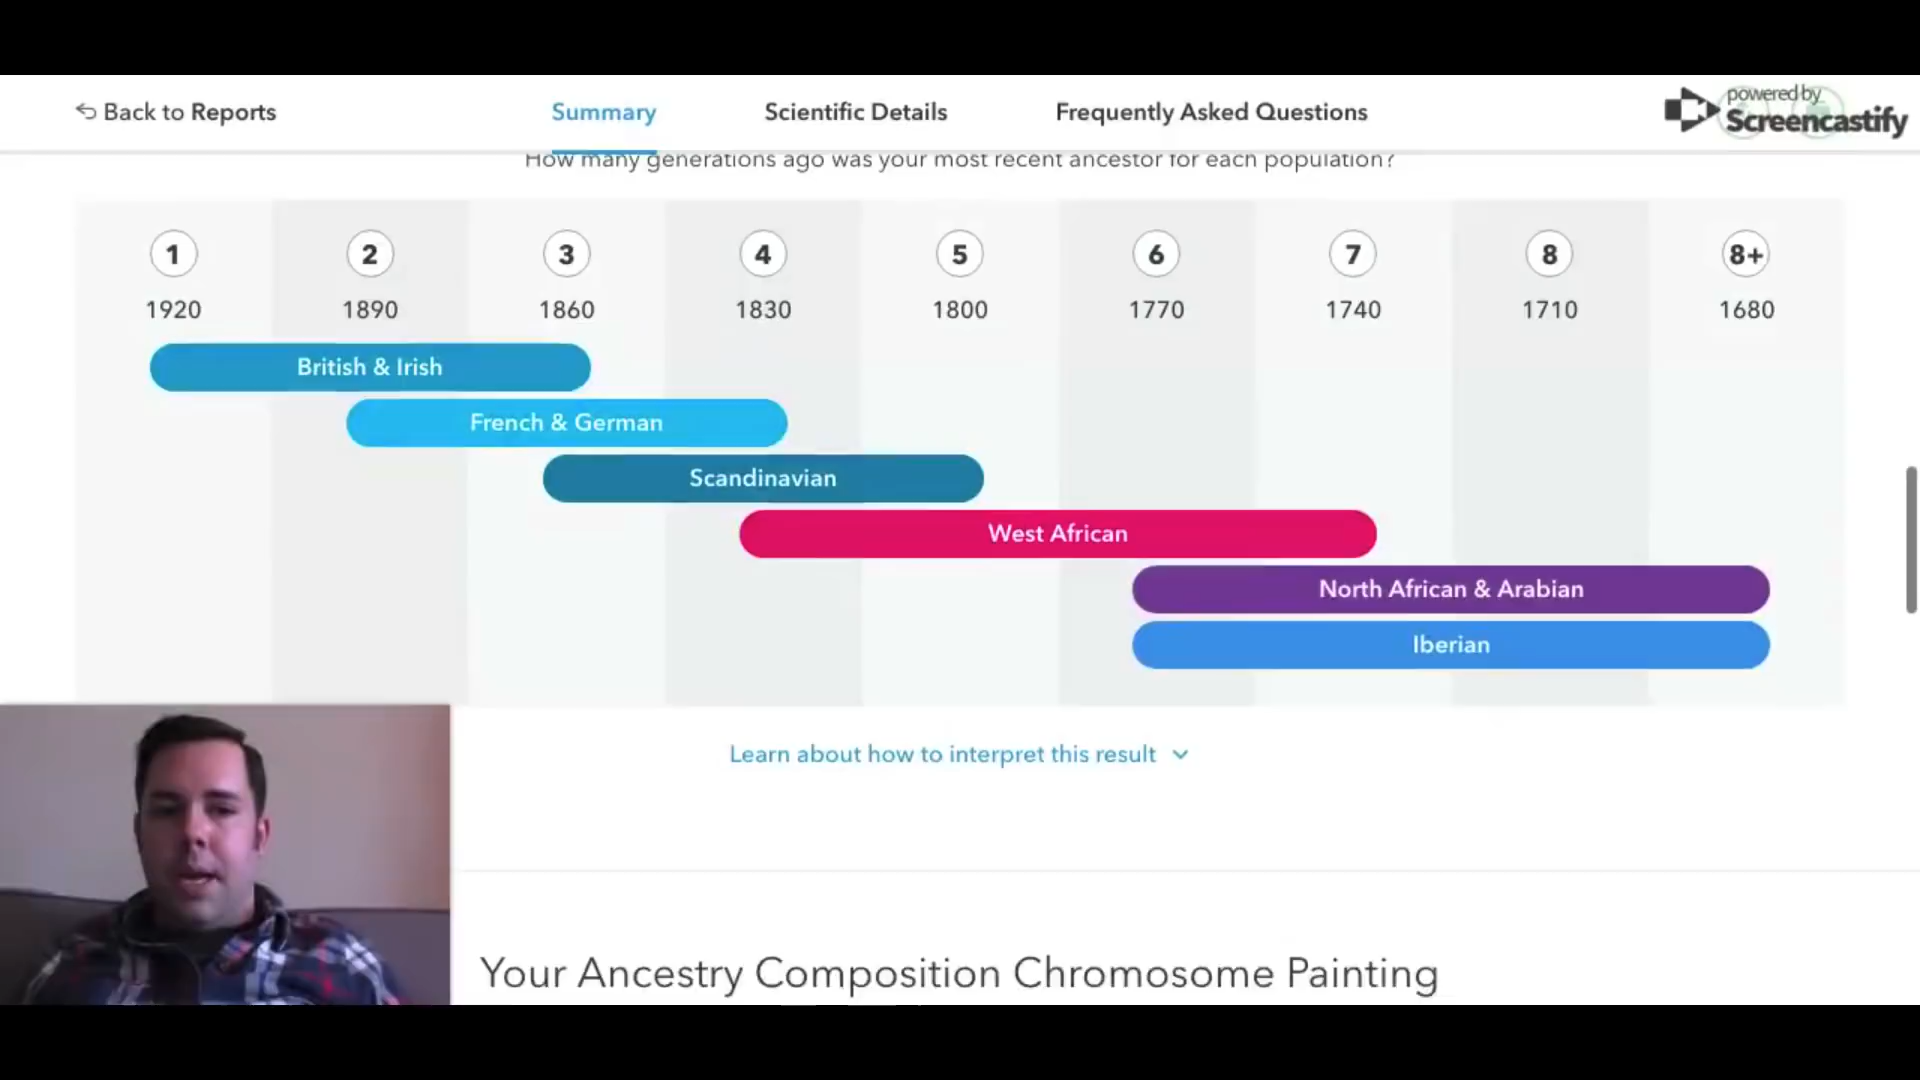 Back to Reports
Summary
Scientific Details
Frequently Asked Questions
powered by
Screencastify
How many generations ago was your most recent ancestor for each population?
1 2 3 4 5 6 7 8 8+
1920 1890 1860 1830 1800 1770 1740 1710 1680
British & Irish
French & German
Scandinavian
West African
North African & Arabian
Iberian
Learn about how to interpret this result
Your Ancestry Composition Chromosome Painting